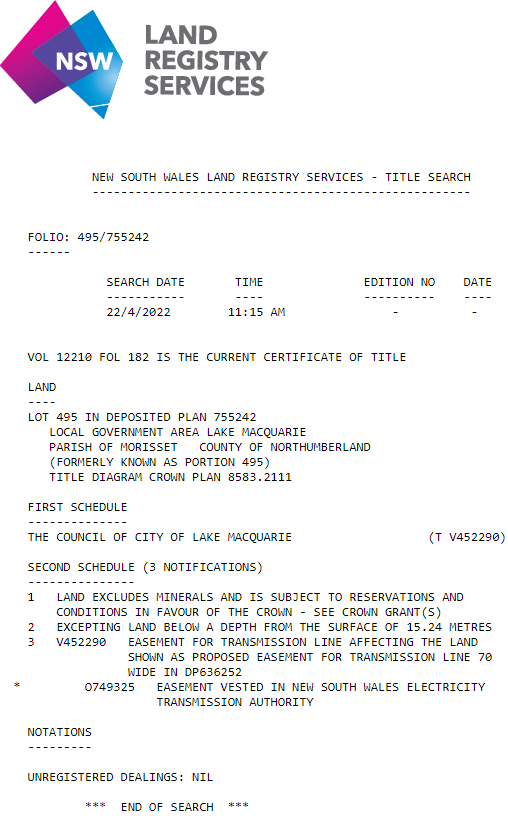 NSW
LAND
REGISTRY
SERVICES
NEW SOUTH WALES LAND REGISTRY SERVICES - TITLE SEARCH
-----------------------------------------------------
FOLIO: 495/755242
------
SEARCH DATE TIME EDITION NO DATE
----------- ---- ---------- ----
22/4/2022 11:15 AM - -
VOL 12210 FOL 182 IS THE CURRENT CERTIFICATE OF TITLE
LAND
----
LOT 495 IN DEPOSITED PLAN 755242
LOCAL GOVERNMENT AREA LAKE MACQUARIE
PARISH OF MORISSET COUNTY OF NORTHUMBERLAND
(FORMERLY KNOWN AS PORTION 495)
TITLE DIAGRAM CROWN PLAN 8583.2111
FIRST SCHEDULE
--------------
THE COUNCIL OF CITY OF LAKE MACQUARIE (T V452290)
SECOND SCHEDULE (3 NOTIFICATIONS)
---------------
1 LAND EXCLUDES MINERALS AND IS SUBJECT TO RESERVATIONS AND
CONDITIONS IN FAVOUR OF THE CROWN - SEE CROWN GRANT(S)
2 EXCEPTING LAND BELOW A DEPTH FROM THE SURFACE OF 15.24 METRES
3 V452290 EASEMENT FOR TRANSMISSION LINE AFFECTING THE LAND
SHOWN AS PROPOSED EASEMENT FOR TRANSMISSION LINE 70
WIDE IN DP636252
* O749325 EASEMENT VESTED IN NEW SOUTH WALES ELECTRICITY
TRANSMISSION AUTHORITY
NOTATIONS
---------
UNREGISTERED DEALINGS: NIL
*** END OF SEARCH ***